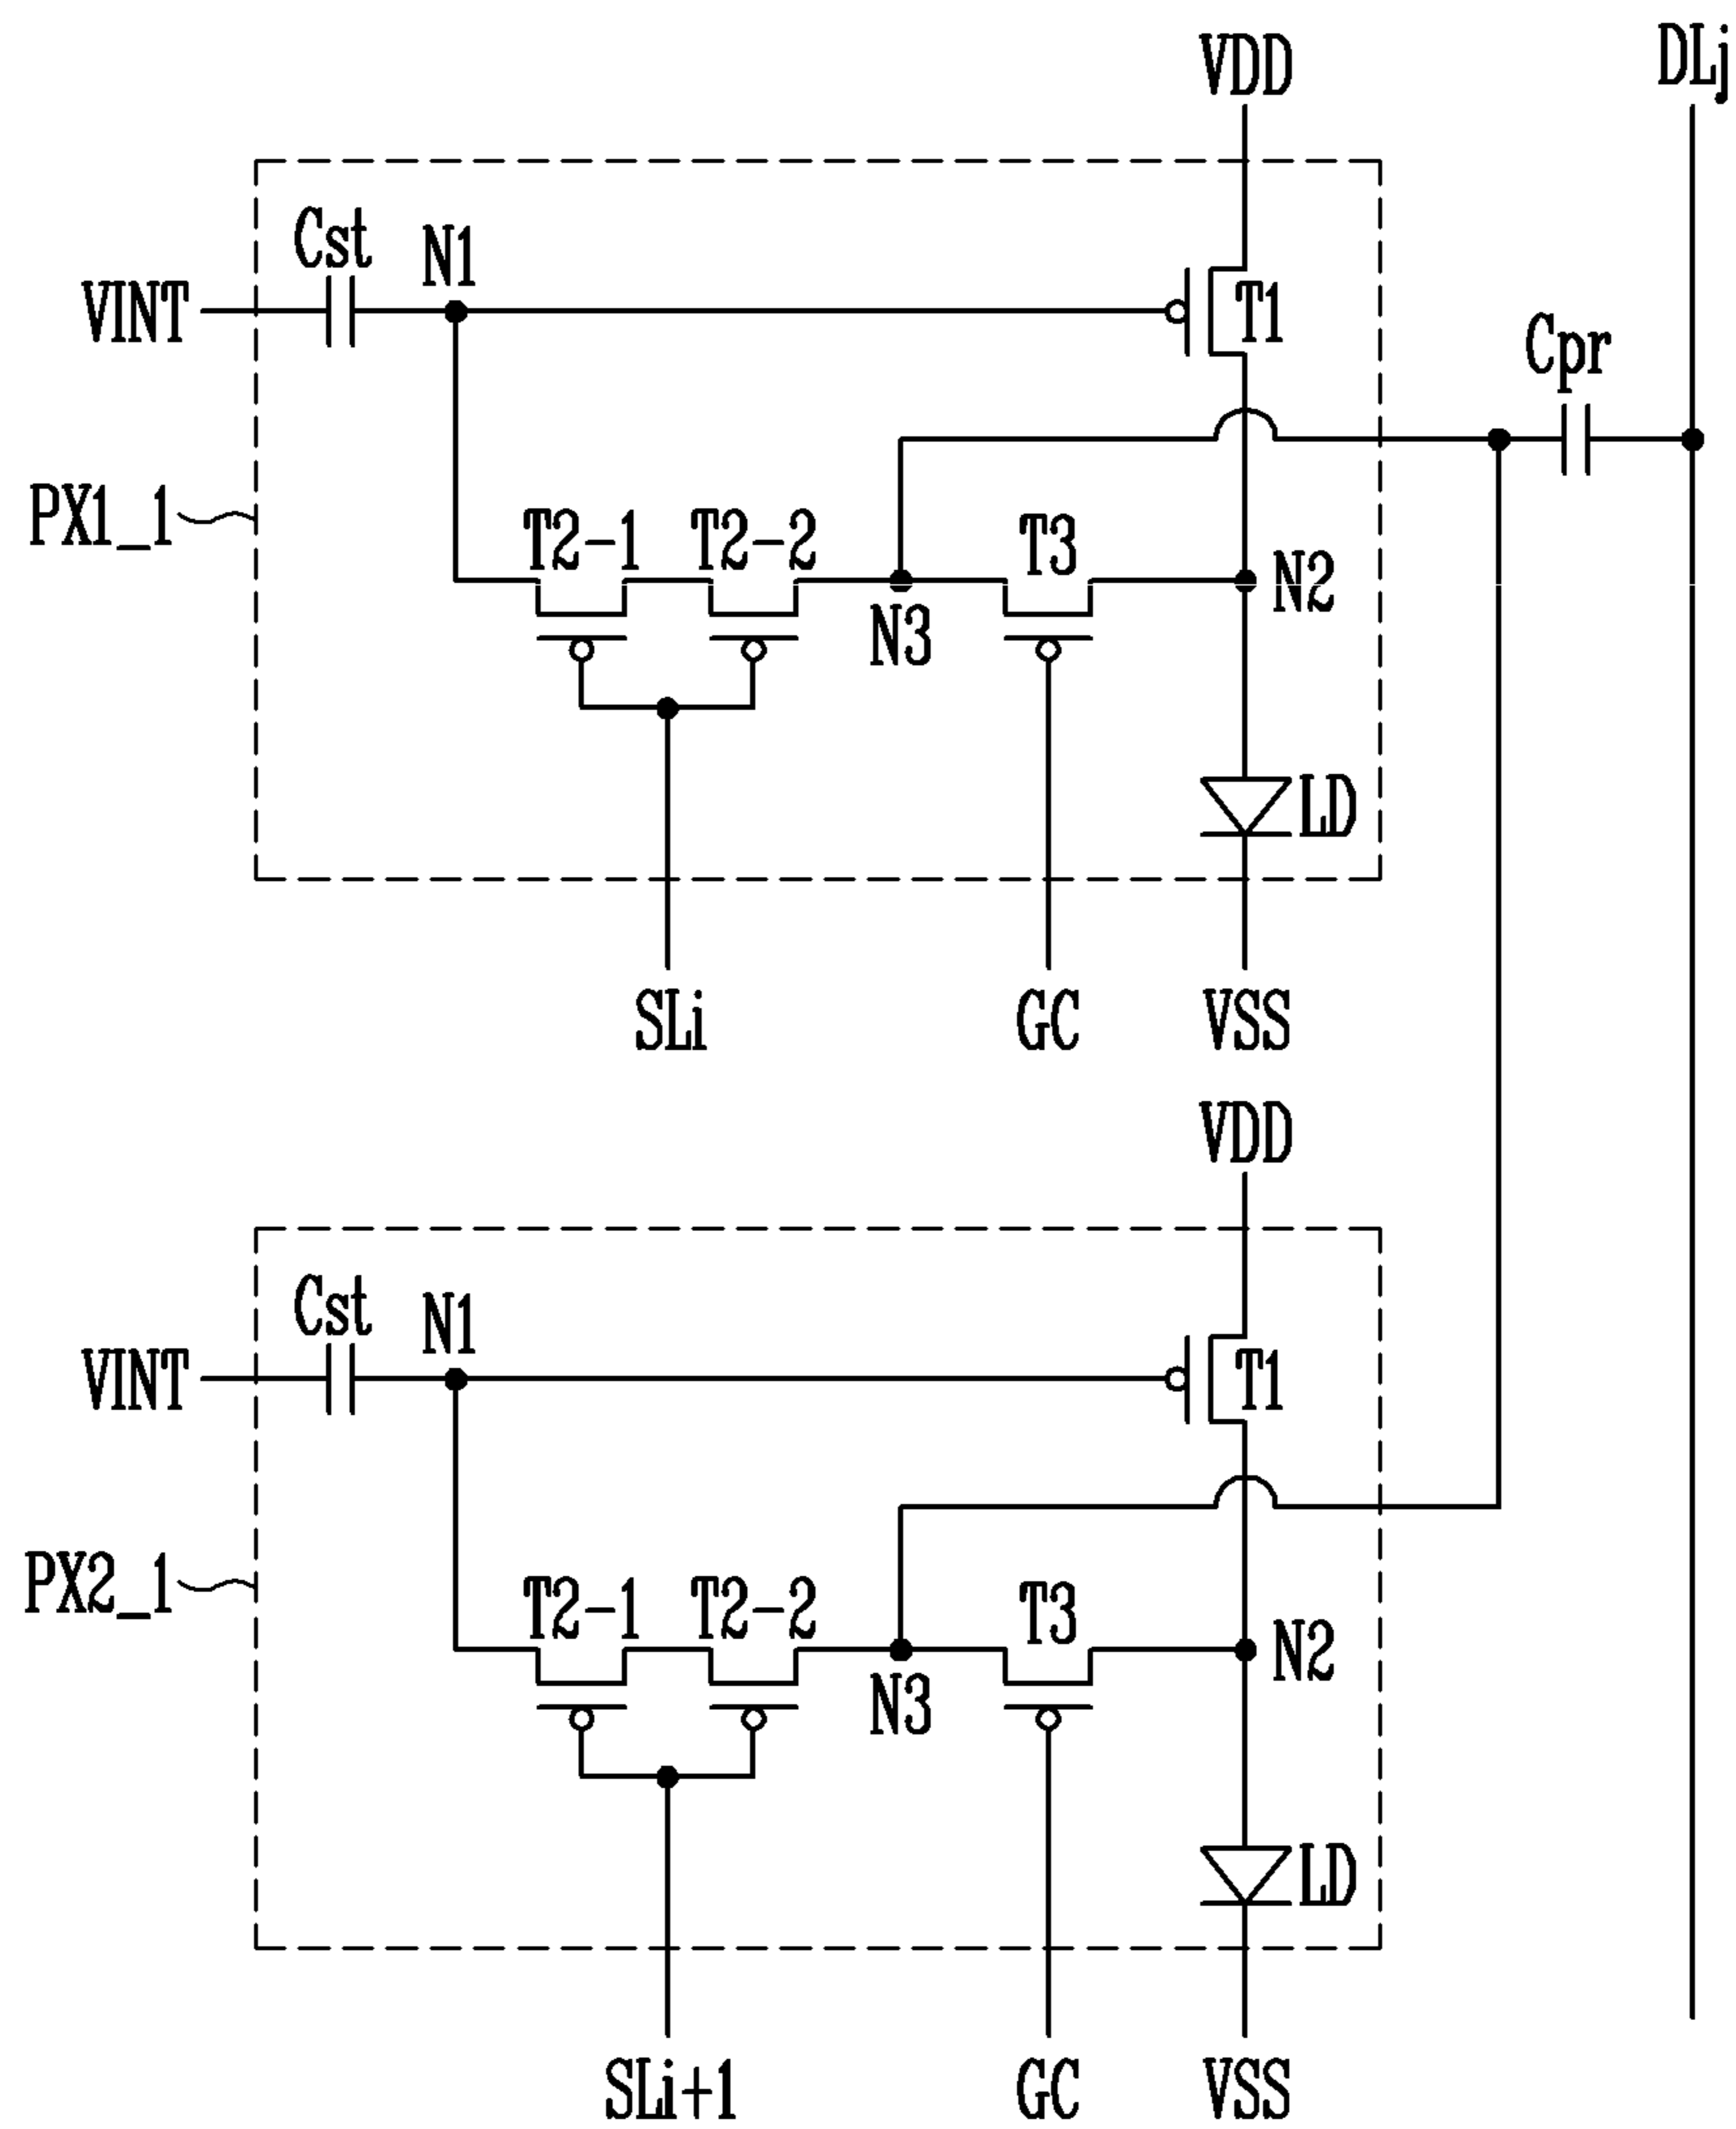 VDD
DLj
Cst
N1
VINT
T1
Cpr
PX1_1
T2-1
T2-2
T3
N3
N2
LD
SLi
GC
VSS
VDD
Cst
N1
VINT
T1
PX2_1
T2-1
T2-2
T3
N3
N2
LD
SLi+1
GC
VSS